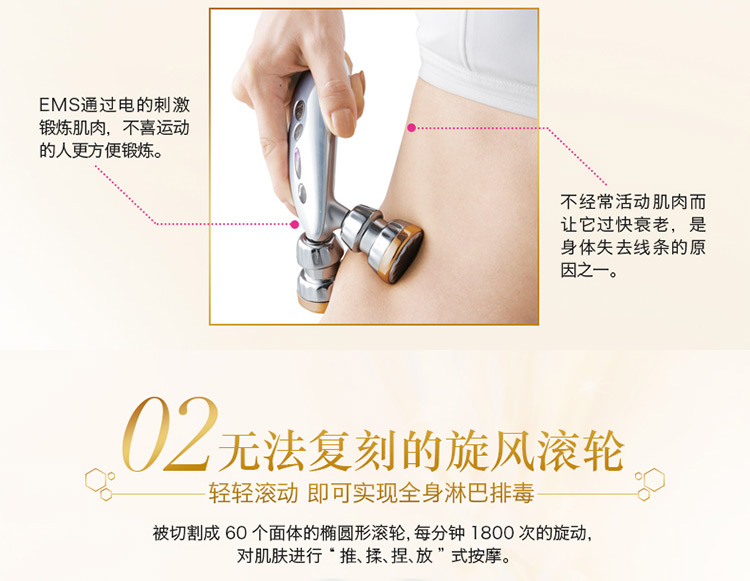 EMS通过电的刺激
锻炼肌肉，不喜运动
的人更方便锻炼。
不经常活动肌肉而
让它过快衰老，是
身体失去线条的原
因之一。
02无法复刻的旋风滚轮
轻轻滚动 即可实现全身淋巴排毒
被切割成 60 个面体的椭圆形滚轮，每分钟 1800 次的旋动，
对肌肤进行“ 推、揉、捏、放 ”式按摩。